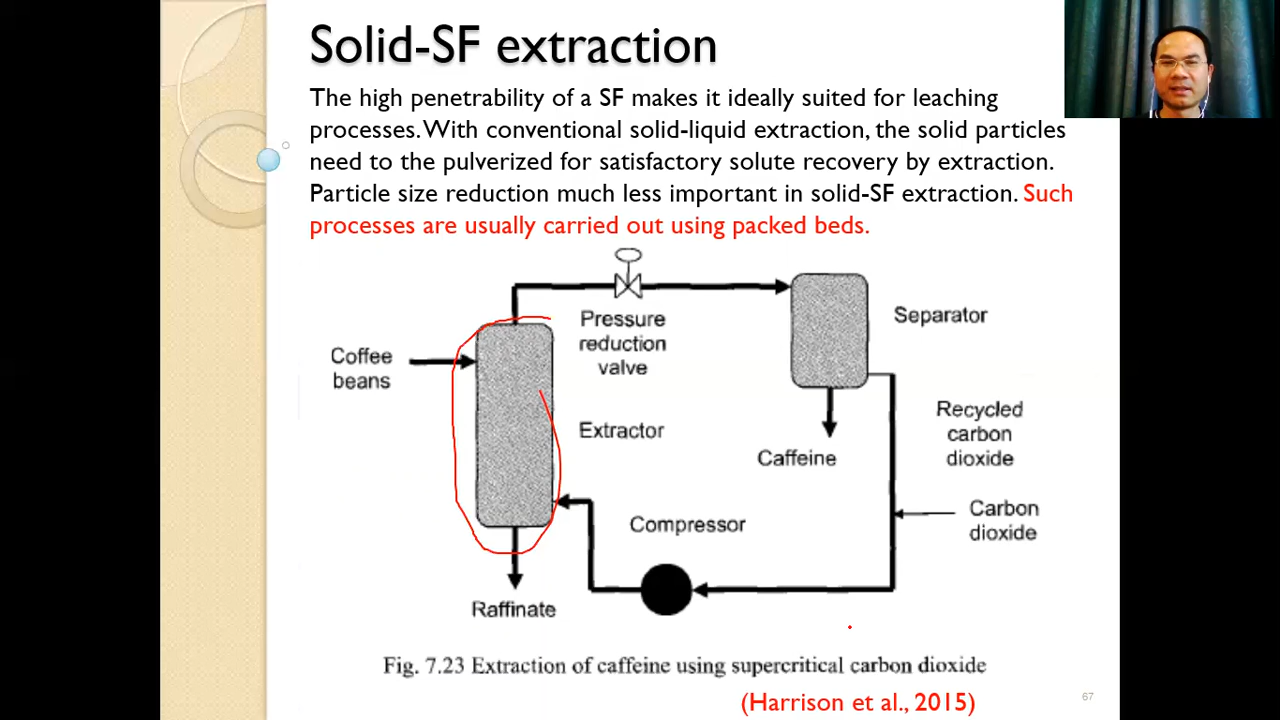 Solid-SF extraction
The high penetrability of a SF makes it ideally suited for leaching
processes. With conventional solid-liquid extraction, the solid particles
need to the pulverized for satisfactory solute recovery by extraction.
Particle size reduction much less important in solid-SF extraction. Such
processes are usually carried out using packed beds.
Coffee
beans
Pressure
reduction
valve
Separator
Extractor
Caffeine
Recycled
carbon
dioxide
Carbon
dioxide
Compressor
Raffinate
Fig. 7.23 Extraction of caffeine using supercritical carbon dioxide
(Harrison et al., 2015)
67